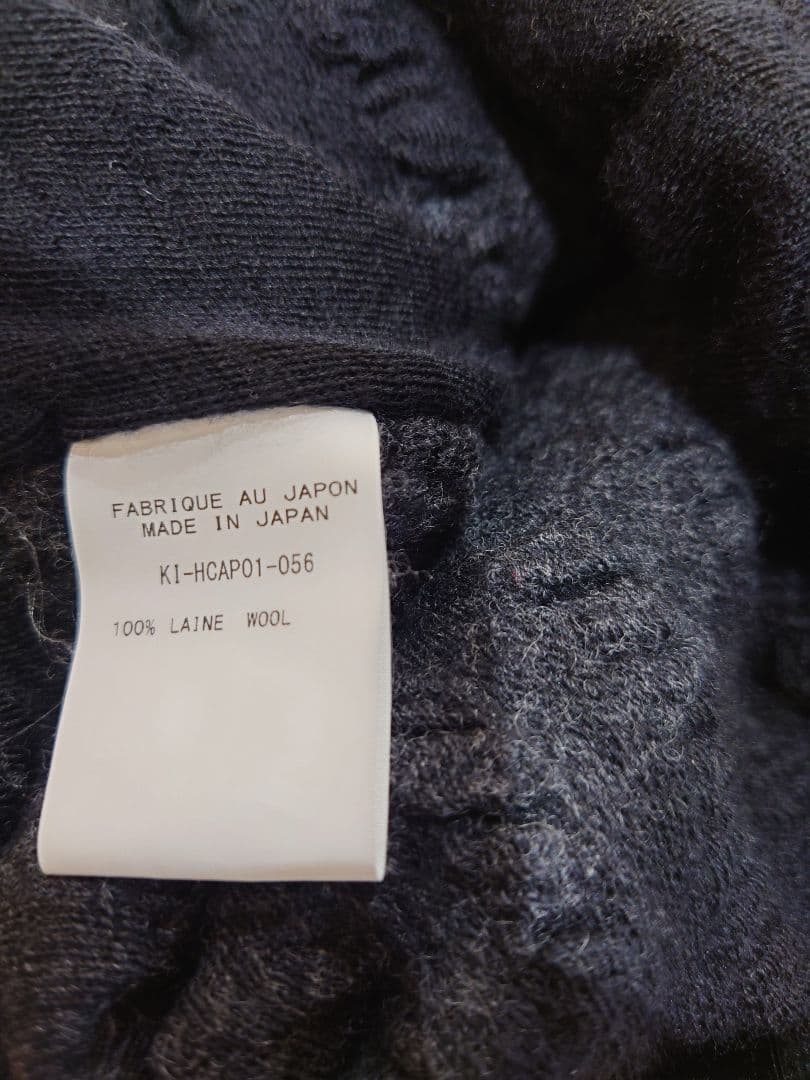 FABRIQUE AU JAPON
MADE IN JAPAN
KI-HCAP01-056
100% LAINE WOOL